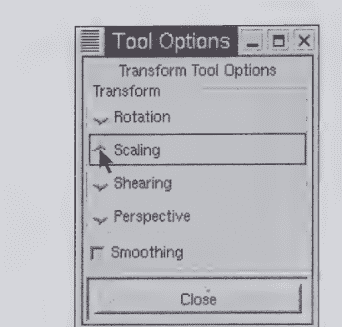 Tool Options
Transform Tool Options
Transform
Rotation
Scaling
Shearing
Perspective
Smoothing
Close